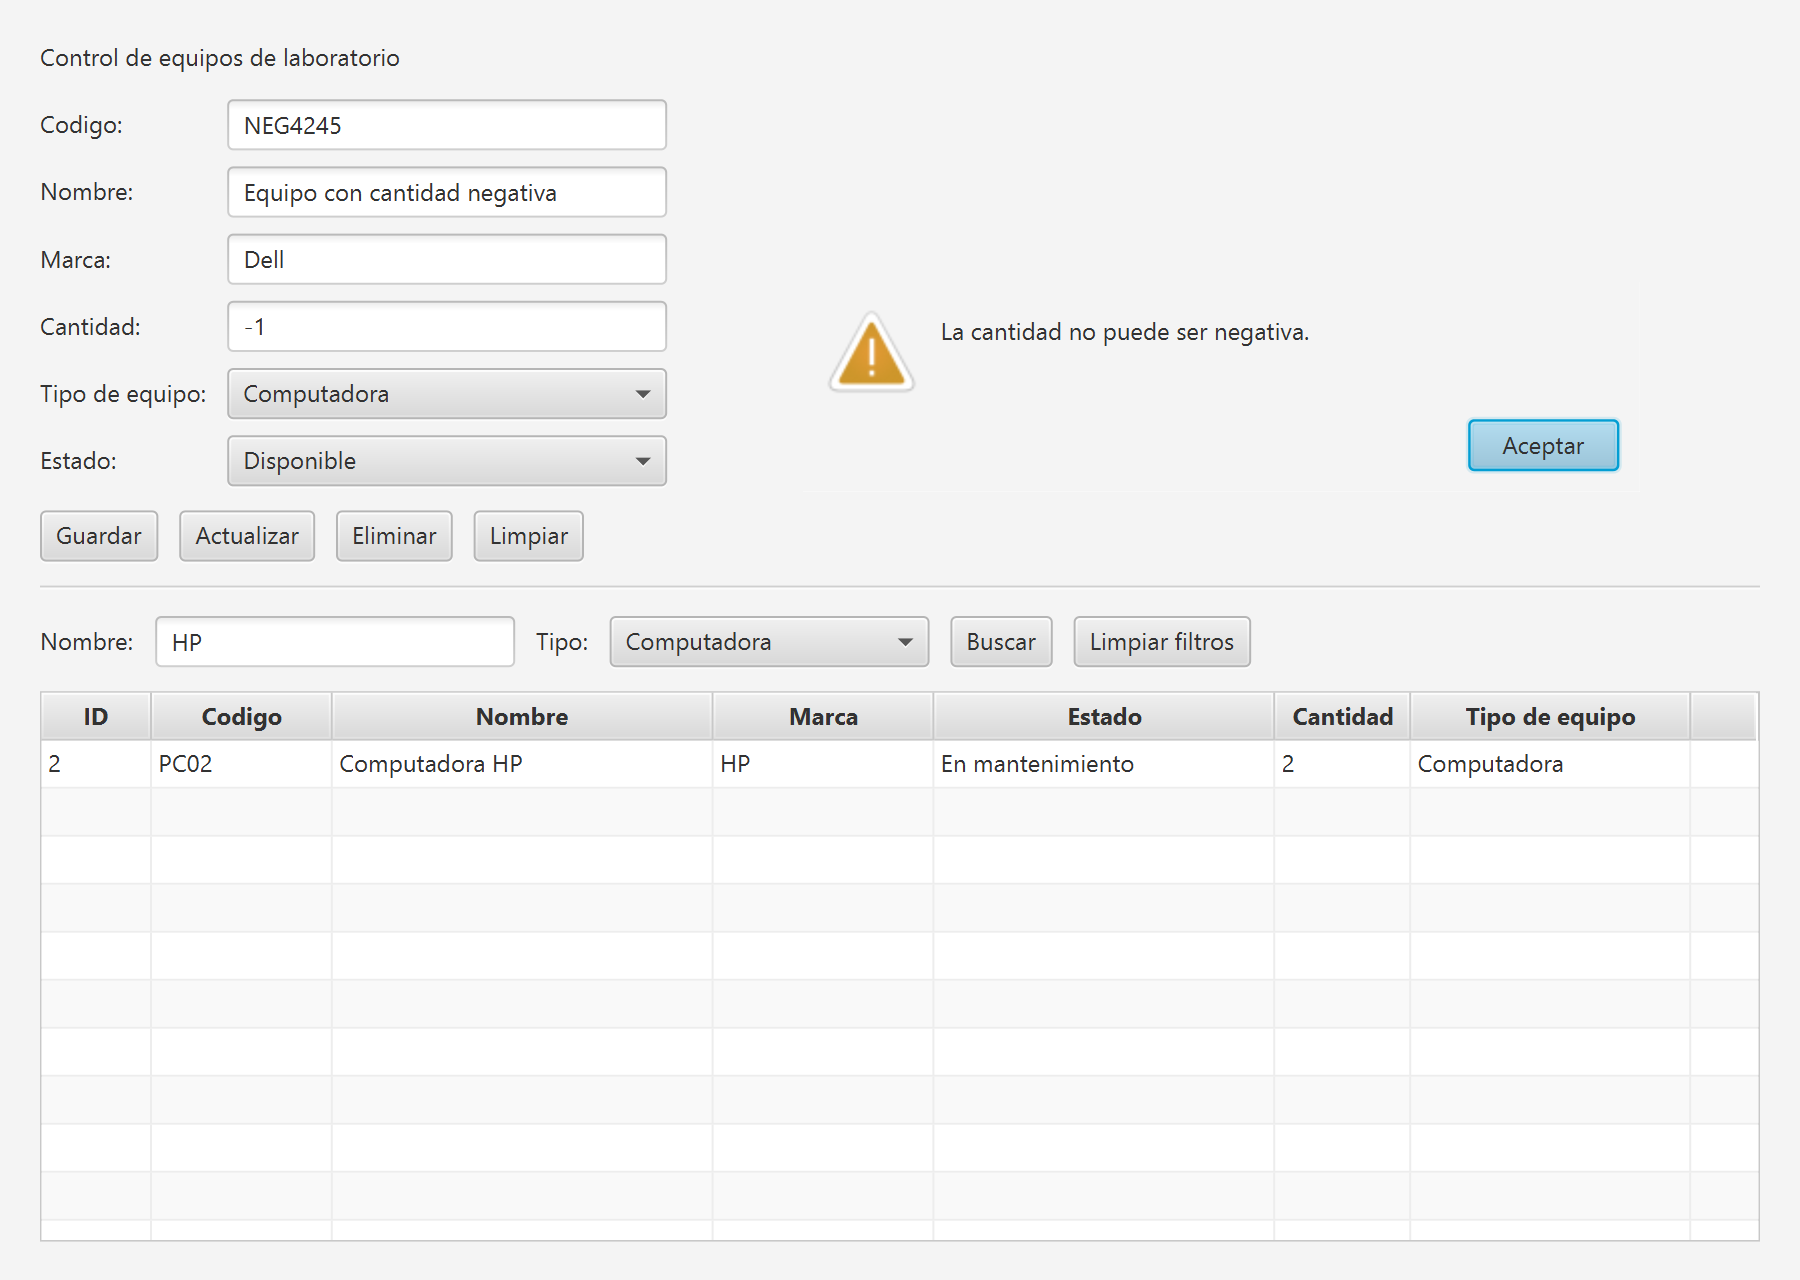 Control de equipos de laboratorio
Codigo: NEG4245
Nombre: Equipo con cantidad negativa
Marca: Dell
Cantidad: -1
La cantidad no puede ser negativa.
Tipo de equipo: Computadora
Aceptar
Estado: Disponible
Guardar Actualizar Eliminar Limpiar
Nombre: HP Tipo: Computadora Buscar Limpiar filtros
ID Codigo Nombre Marca Estado Cantidad Tipo de equipo
2 PC02 Computadora HP HP En mantenimiento 2 Computadora